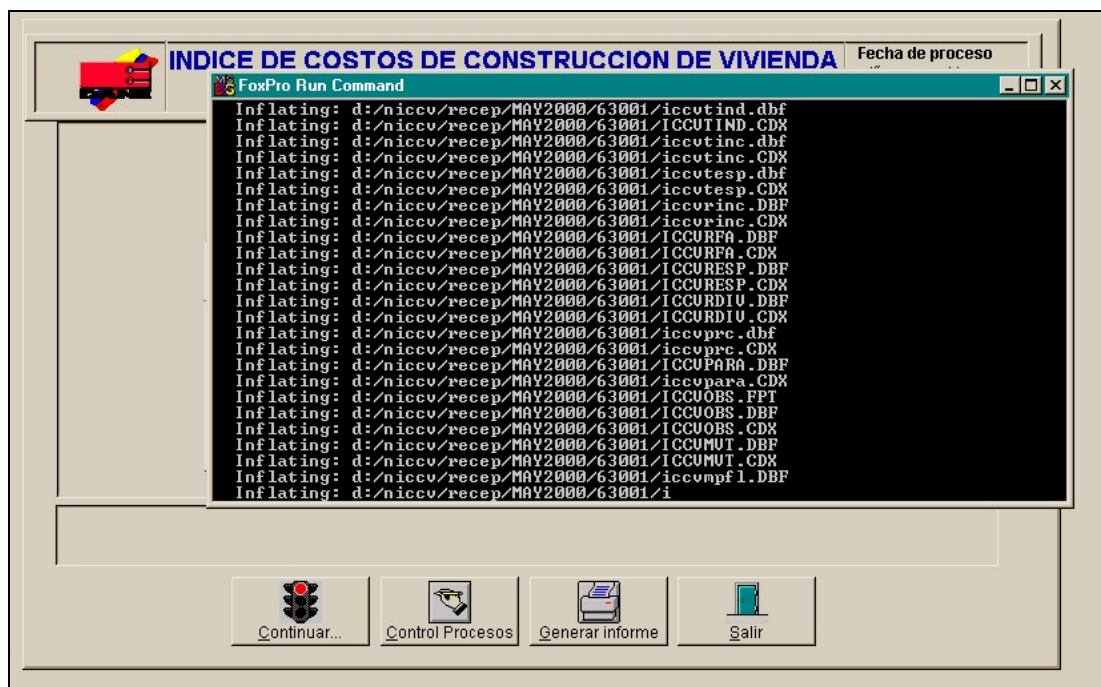 INDICE DE COSTOS DE CONSTRUCCION DE VIVIENDA
Fecha de proceso
FoxPro Run Command
Inflating: d:/niccv/recep/MAY2000/63001/iccvtind.dbf
Inflating: d:/niccv/recep/MAY2000/63001/ICCVTIND.CDX
Inflating: d:/niccv/recep/MAY2000/63001/iccvtinc.dbf
Inflating: d:/niccv/recep/MAY2000/63001/iccvtinc.CDX
Inflating: d:/niccv/recep/MAY2000/63001/iccvtesp.dbf
Inflating: d:/niccv/recep/MAY2000/63001/iccvtesp.CDX
Inflating: d:/niccv/recep/MAY2000/63001/iccvrinc.DBF
Inflating: d:/niccv/recep/MAY2000/63001/iccvrinc.CDX
Inflating: d:/niccv/recep/MAY2000/63001/ICCVRFA.DBF
Inflating: d:/niccv/recep/MAY2000/63001/ICCVRFA.CDX
Inflating: d:/niccv/recep/MAY2000/63001/ICCVRESP.DBF
Inflating: d:/niccv/recep/MAY2000/63001/ICCVRESP.CDX
Inflating: d:/niccv/recep/MAY2000/63001/ICCVRDIV.DBF
Inflating: d:/niccv/recep/MAY2000/63001/ICCVRDIV.CDX
Inflating: d:/niccv/recep/MAY2000/63001/iccvprc.dbf
Inflating: d:/niccv/recep/MAY2000/63001/iccvprc.CDX
Inflating: d:/niccv/recep/MAY2000/63001/ICCVPARA.DBF
Inflating: d:/niccv/recep/MAY2000/63001/iccvpara.CDX
Inflating: d:/niccv/recep/MAY2000/63001/ICCVOBS.FPT
Inflating: d:/niccv/recep/MAY2000/63001/ICCVOBS.DBF
Inflating: d:/niccv/recep/MAY2000/63001/ICCVOBS.CDX
Inflating: d:/niccv/recep/MAY2000/63001/ICCVMVT.DBF
Inflating: d:/niccv/recep/MAY2000/63001/ICCVMVT.CDX
Inflating: d:/niccv/recep/MAY2000/63001/iccvmpfl.DBF
Inflating: d:/niccv/recep/MAY2000/63001/i
Continuar...
Control Procesos
Generar informe
Salir